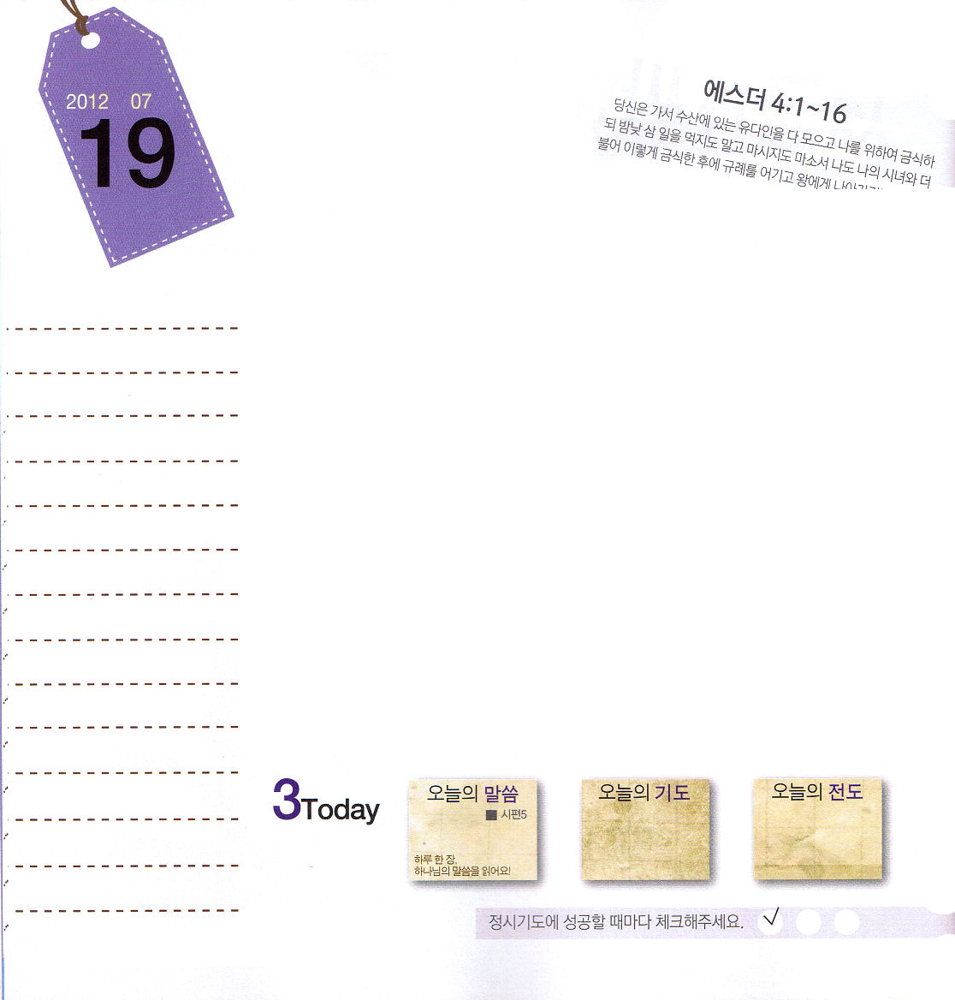 2012 07
19
에스더 4:1~16
당신은 가서 수산에 있는 유다인을 다 모으고 나를 위하여 금식하
되 밤낮 삼 일을 먹지도 말고 마시지도 마소서 나도 나의 시녀와 더
불어 이렇게 금식한 후에 규례를 어기고 왕에게
3Today
오늘의 말씀
시편5
하루 한 장,
하나님의 말씀을 읽어요!
오늘의 기도
오늘의 전도
정시기도에 성공할 때마다 체크해주세요.